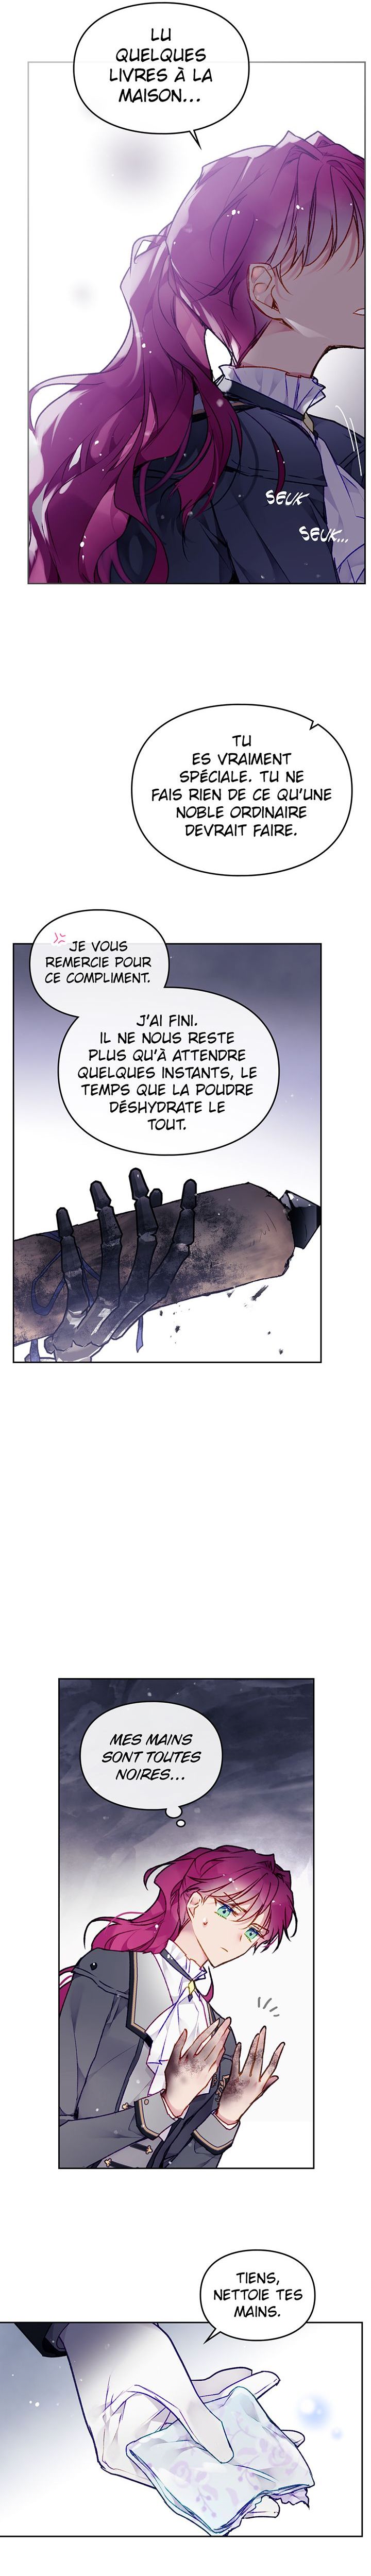 LU
QUELQUES
LIVRES À LA
MAISON...
SEUK
SEUK...
TU
ES VRAIMENT
SPÉCIALE. TU NE
FAIS RIEN DE CE QU'UNE
NOBLE ORDINAIRE
DEVRAIT FAIRE.
JE VOUS
REMERCIE POUR
CE COMPLIMENT.
J'AI FINI.
IL NE NOUS RESTE
PLUS QU'À ATTENDRE
QUELQUES INSTANTS, LE
TEMPS QUE LA POUDRE
DÉSHYDRATE LE
TOUT.
MES MAINS
SONT TOUTES
NOIRES...
TIENS,
NETTOIE TES
MAINS.